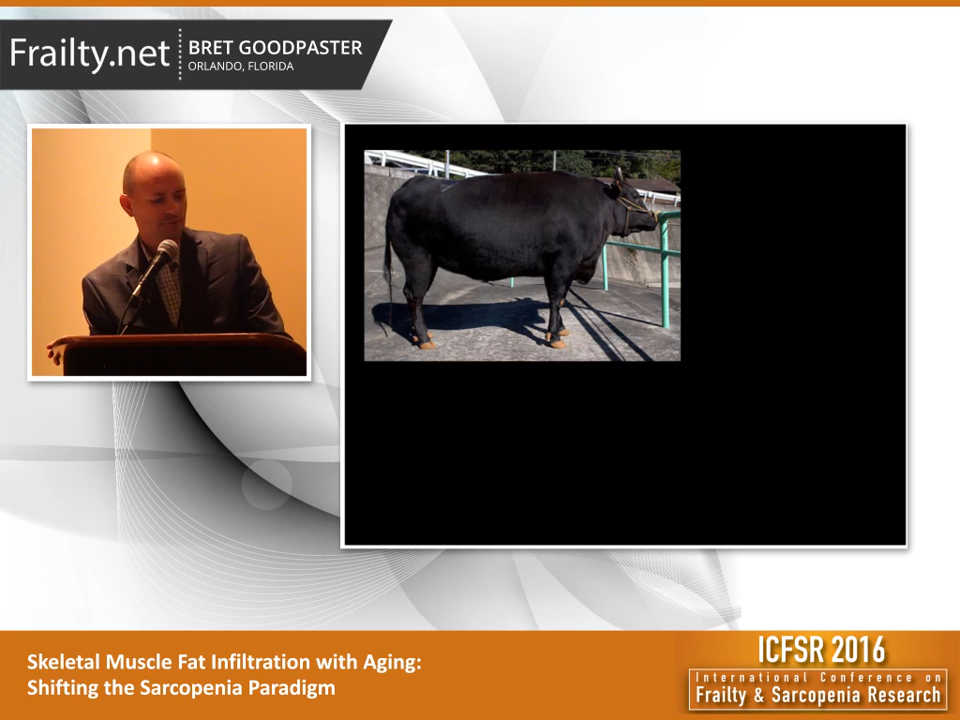 Frailty.net
BRET GOODPASTER
ORLANDO, FLORIDA
Skeletal Muscle Fat Infiltration with Aging:
Shifting the Sarcopenia Paradigm
ICFSR 2016
International Conference on
Frailty & Sarcopenia Research